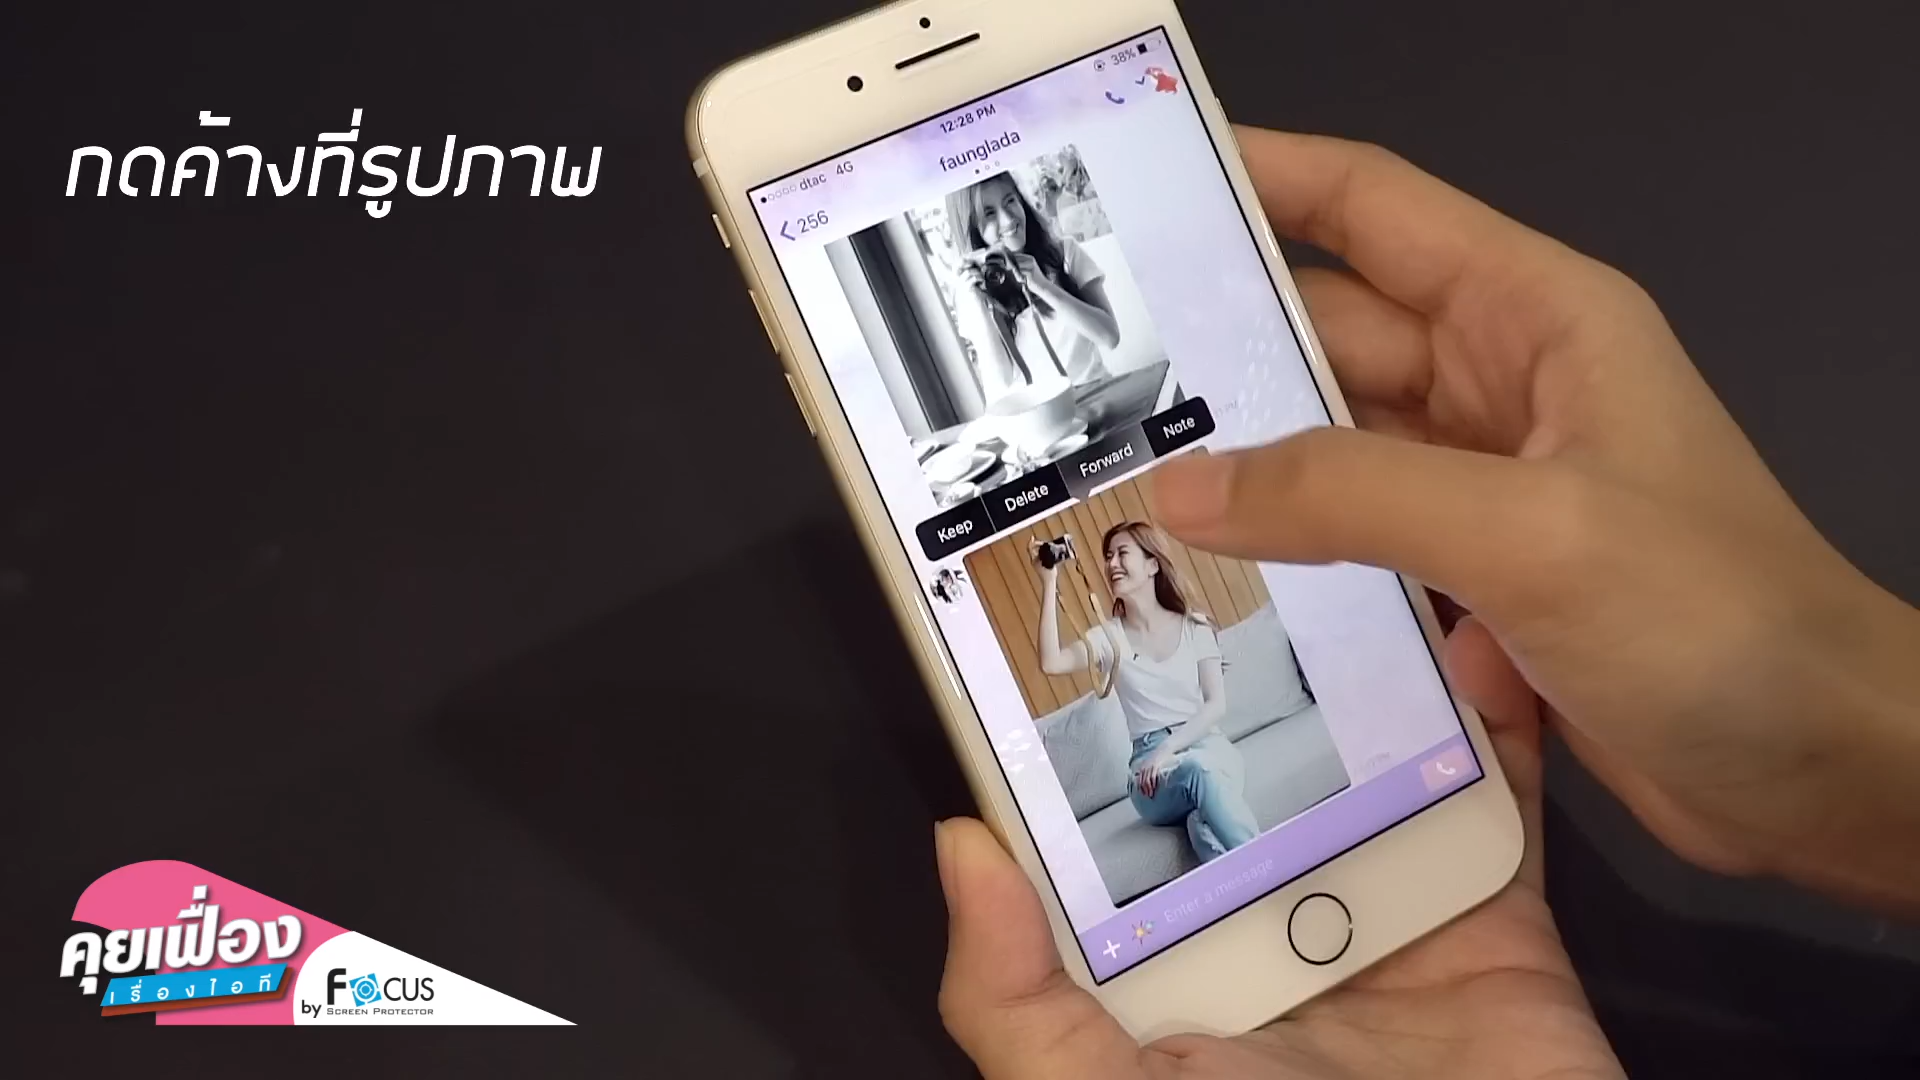 กดค้างที่รูปภาพ
dtac 4G
12:28 PM
38%
256
faunglada
Keep
Delete
Forward
Note
Enter a message
คุยเฟื่อง
เรื่องไอที
by FOCUS
SCREEN PROTECTOR